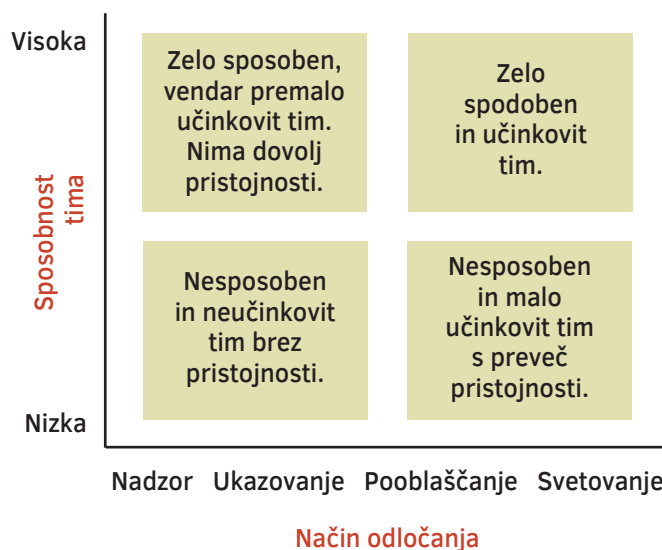 Visoka
Zelo sposoben,
vendar premalo
učinkovit tim.
Nima dovolj
pristojnosti.
Zelo
spodoben
in učinkovit
tim.
Sposobnost
tima
Nesposoben
in neučinkovit
tim brez
pristojnosti.
Nesposoben
in malo
učinkovit tim
s preveč
pristojnosti.
Nizka
Nadzor Ukazovanje Pooblaščanje Svetovanje
Način odločanja